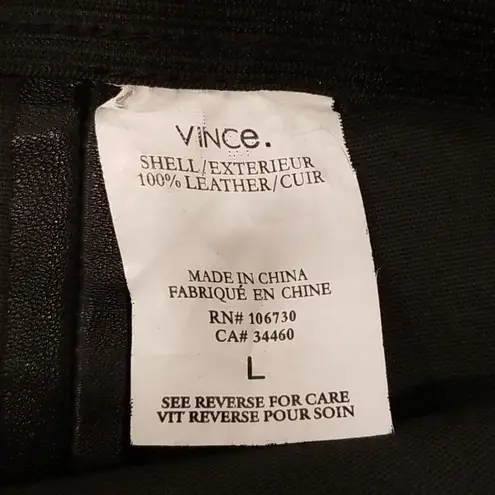 VINCe.
SHELL/EXTERIEUR
100% LEATHER/CUIR
MADE IN CHINA
FABRIQUÉ EN CHINE
RN# 106730
CA# 34460
L
SEE REVERSE FOR CARE
VIT REVERSE POUR SOIN